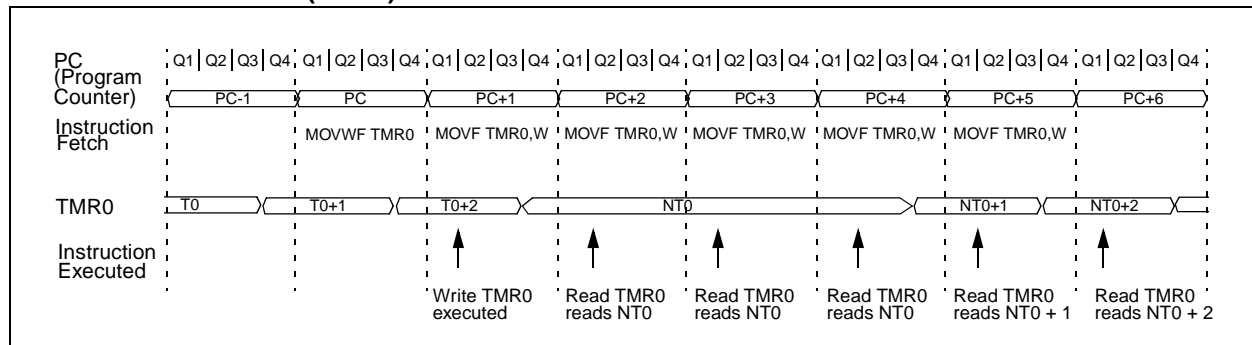 PC
(Program
Counter)
Q1 Q2 Q3 Q4 Q1 Q2 Q3 Q4 Q1 Q2 Q3 Q4 Q1 Q2 Q3 Q4 Q1 Q2 Q3 Q4 Q1 Q2 Q3 Q4 Q1 Q2 Q3 Q4 Q1 Q2 Q3 Q4
PC-1 PC PC+1 PC+2 PC+3 PC+4 PC+5 PC+6
Instruction
Fetch
MOVWF TMR0 MOVF TMR0,W MOVF TMR0,W MOVF TMR0,W MOVF TMR0,W MOVF TMR0,W
TMR0
T0 T0+1 T0+2 NT0 NT0+1 NT0+2
Instruction
Executed
Write TMR0
executed
Read TMR0
reads NT0
Read TMR0
reads NT0
Read TMR0
reads NT0
Read TMR0
reads NT0 + 1
Read TMR0
reads NT0 + 2